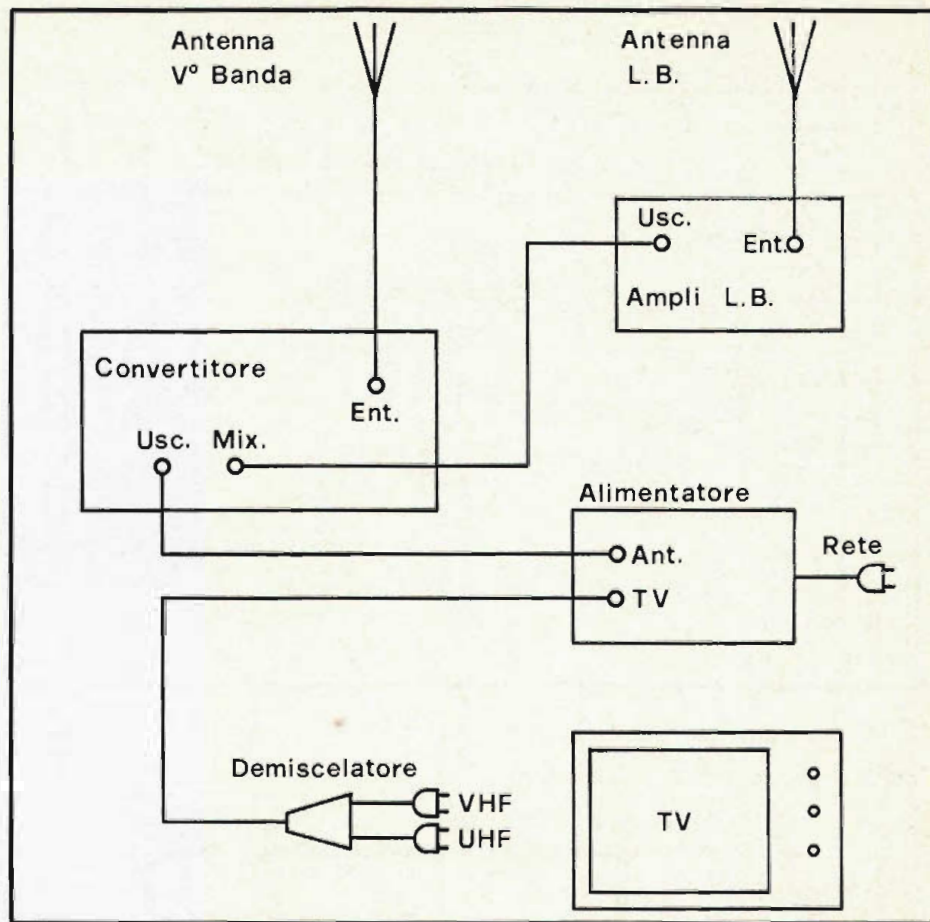 Antenna
V° Banda
Antenna
L.B.
Usc.
Ent.
Ampli L.B.
Convertitore
Ent.
Usc. Mix.
Alimentatore
Ant.
Rete
TV
Demiscelatore
VHF
UHF
TV